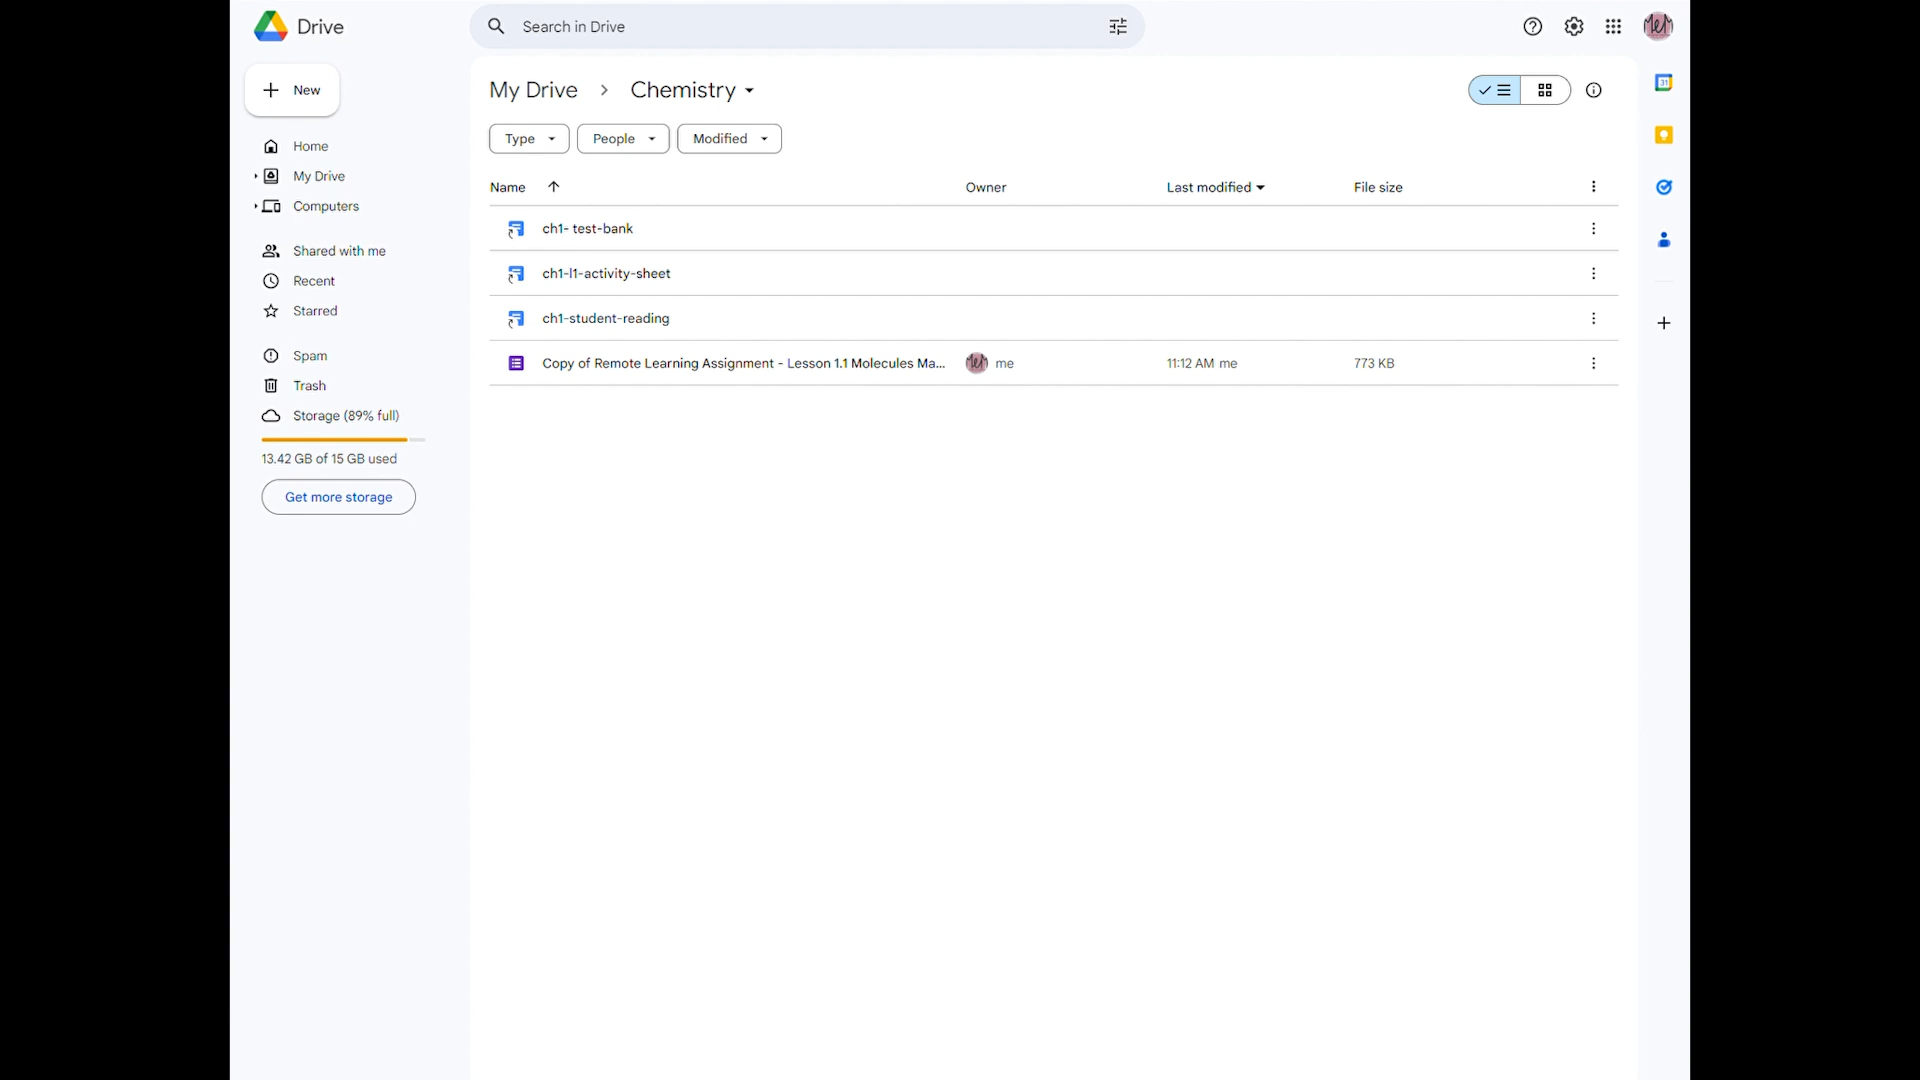 Drive
Search in Drive
New
My Drive > Chemistry
Type
People
Modified
Home
My Drive
Computers
Shared with me
Recent
Starred
Spam
Trash
Storage (89% full)
13.42 GB of 15 GB used
Get more storage
Name Owner Last modified File size
ch1- test-bank
ch1-l1-activity-sheet
ch1-student-reading
Copy of Remote Learning Assignment - Lesson 1.1 Molecules Ma... me 11:12 AM me 773 KB
31